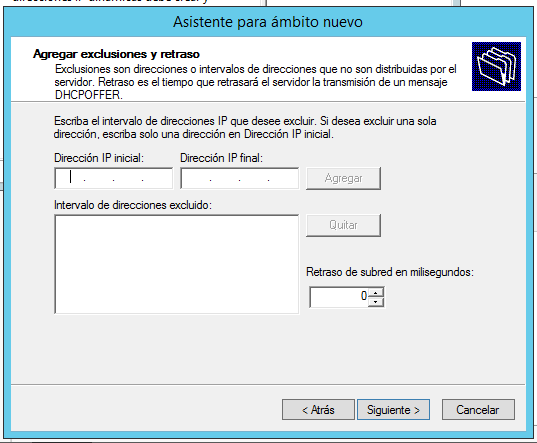 Asistente para ámbito nuevo
Agregar exclusiones y retraso
Exclusiones son direcciones o intervalos de direcciones que no son distribuidas por el
servidor. Retraso es el tiempo que retrasará el servidor la transmisión de un mensaje
DHCPOFFER.
Escriba el intervalo de direcciones IP que desee excluir. Si desea excluir una sola
dirección, escriba solo una dirección en Dirección IP inicial.
Dirección IP inicial: Dirección IP final:
. . . . . . Agregar
Intervalo de direcciones excluido:
Quitar
Retraso de subred en milisegundos:
0
< Atrás Siguiente > Cancelar